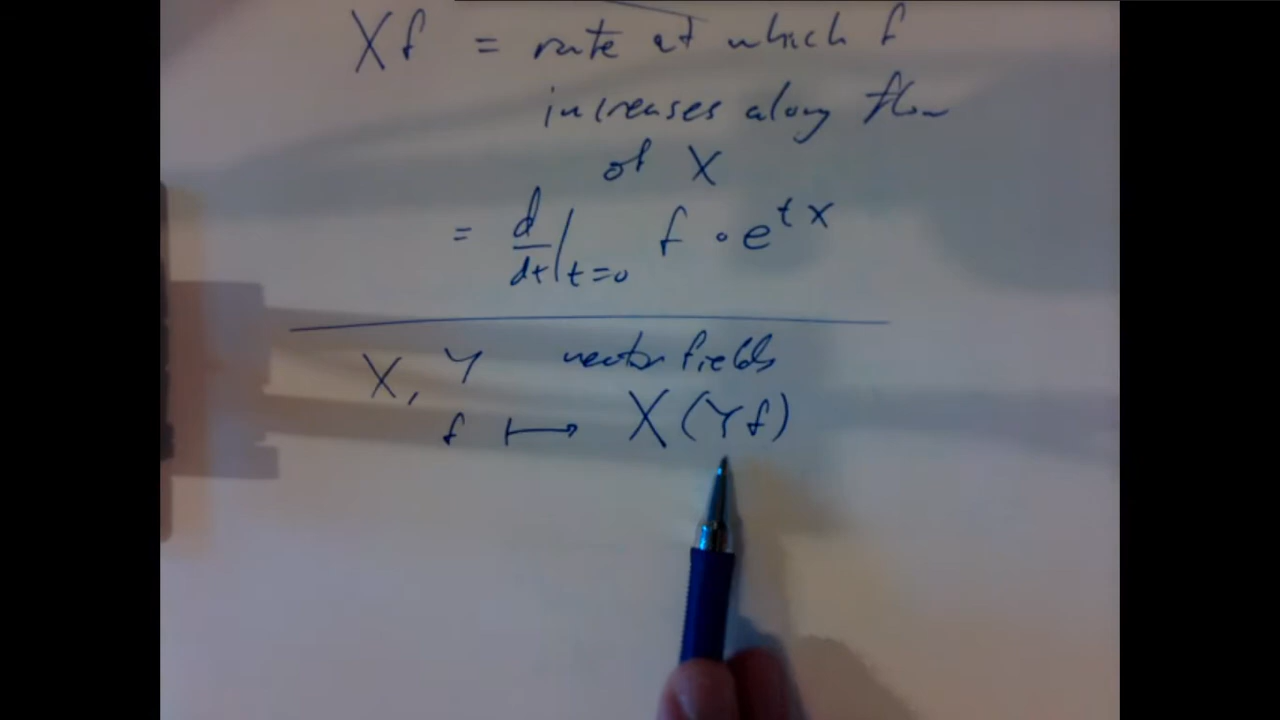 Xf = rate at which f
increases along flow
of X
= d/dt|t=0 f ∘ e^{tX}
X, Y vector fields
f ↦ X(Yf)